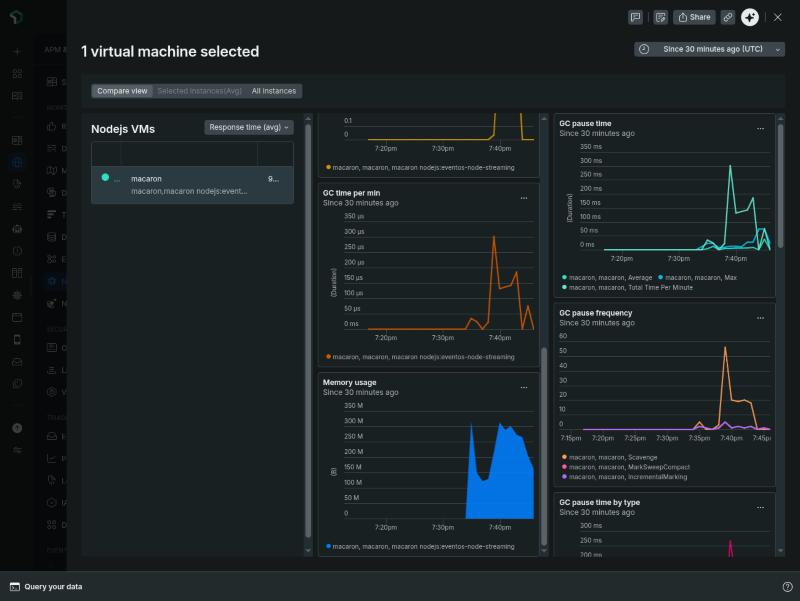 Share
1 virtual machine selected
Since 30 minutes ago (UTC)
APM &
Compare view
Selected Instances(Avg)
All instances
Nodejs VMs
Response time (avg)
... macaron 9...
macaron,macaron nodejs:event...
0.1
0
7:20pm 7:30pm 7:40pm
macaron, macaron, macaron nodejs:eventos-node-streaming
GC time per min
Since 30 minutes ago
350 µs
300 µs
250 µs
200 µs
150 µs
100 µs
50 µs
0 ms
(Duration)
7:20pm 7:30pm 7:40pm
macaron, macaron, macaron nodejs:eventos-node-streaming
Memory usage
Since 30 minutes ago
350 M
300 M
250 M
200 M
150 M
100 M
50 M
0
(B)
7:20pm 7:30pm 7:40pm
macaron, macaron, macaron nodejs:eventos-node-streaming
GC pause time
Since 30 minutes ago
350 ms
300 ms
250 ms
200 ms
150 ms
100 ms
50 ms
0 ms
(Duration)
7:20pm 7:30pm 7:40pm
macaron, macaron, Average macaron, macaron, Max
macaron, macaron, Total Time Per Minute
GC pause frequency
Since 30 minutes ago
60
50
40
30
20
10
0
7:15pm 7:20pm 7:25pm 7:30pm 7:35pm 7:40pm 7:45p
macaron, macaron, Scavenge
macaron, macaron, MarkSweepCompact
macaron, macaron, IncrementalMarking
GC pause time by type
Since 30 minutes ago
300 ms
250 ms
200 ms
Query your data